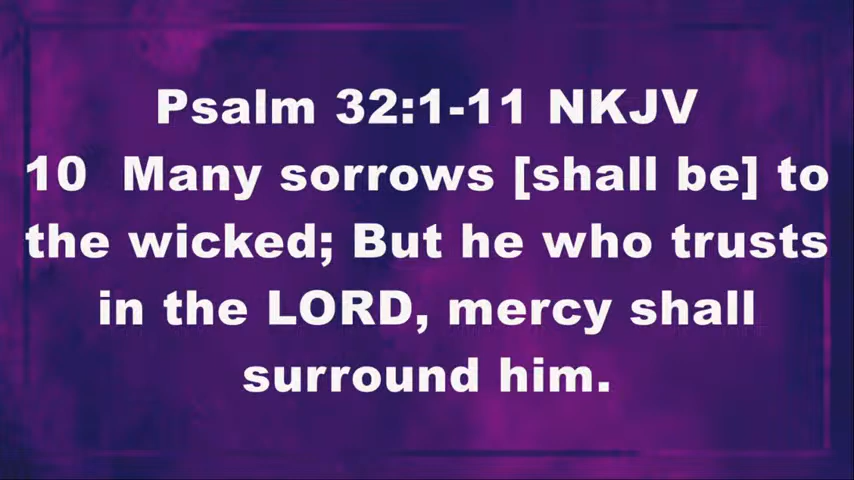 Psalm 32:1-11 NKJV
10 Many sorrows [shall be] to
the wicked; But he who trusts
in the LORD, mercy shall
surround him.